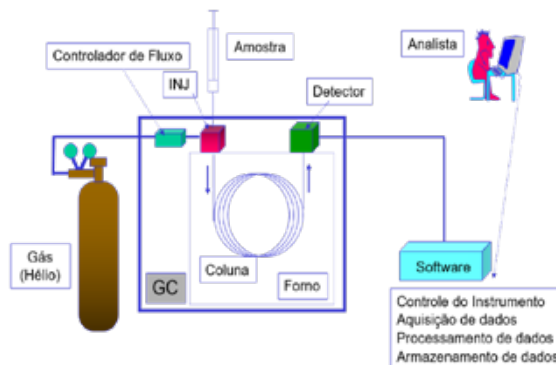 Controlador de Fluxo
Amostra
Analista
INJ
Detector
Gás
(Hélio)
Coluna
GC
Forno
Software
Controle do Instrumento
Aquisição de dados
Processamento de dados
Armazenamento de dados